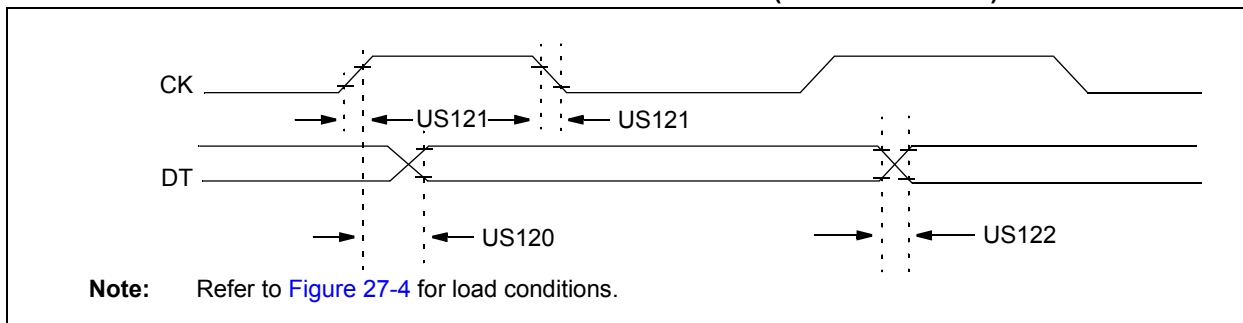 CK
US121 US121
DT
US120 US122
Note: Refer to Figure 27-4 for load conditions.